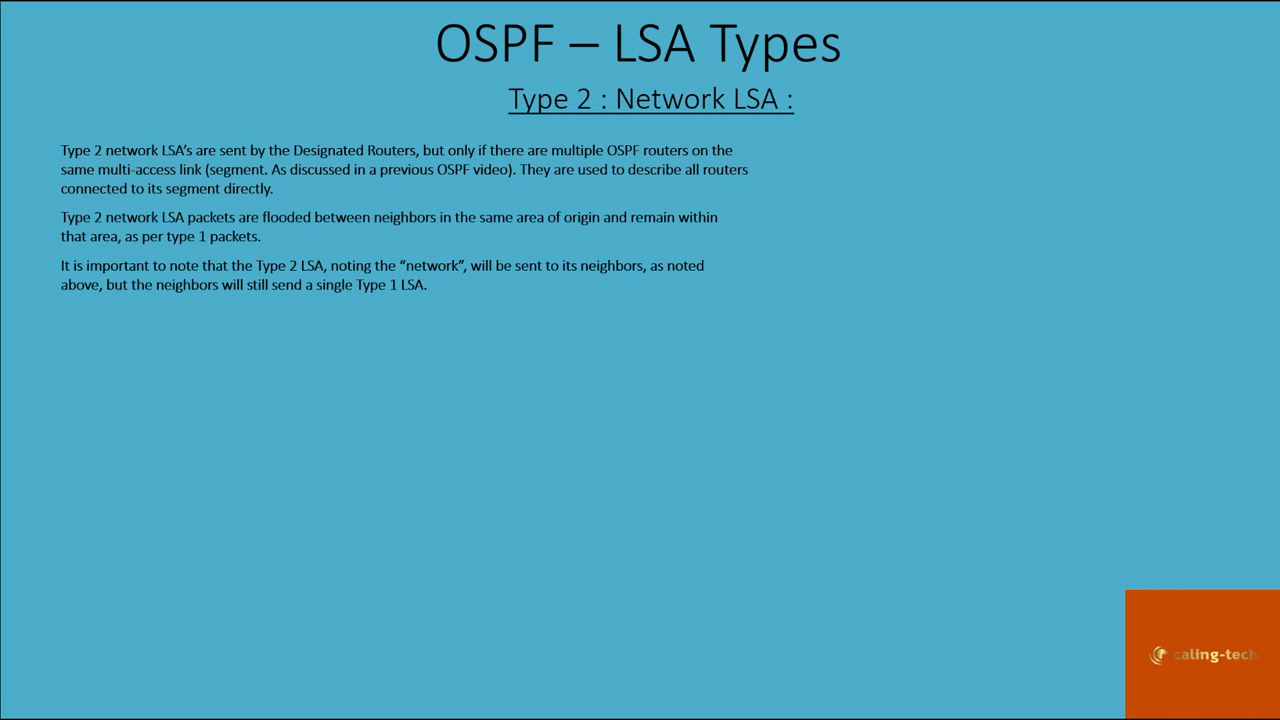 OSPF – LSA Types
Type 2 : Network LSA :
Type 2 network LSA’s are sent by the Designated Routers, but only if there are multiple OSPF routers on the
same multi-access link (segment. As discussed in a previous OSPF video). They are used to describe all routers
connected to its segment directly.
Type 2 network LSA packets are flooded between neighbors in the same area of origin and remain within
that area, as per type 1 packets.
It is important to note that the Type 2 LSA, noting the “network”, will be sent to its neighbors, as noted
above, but the neighbors will still send a single Type 1 LSA.
caling-tech